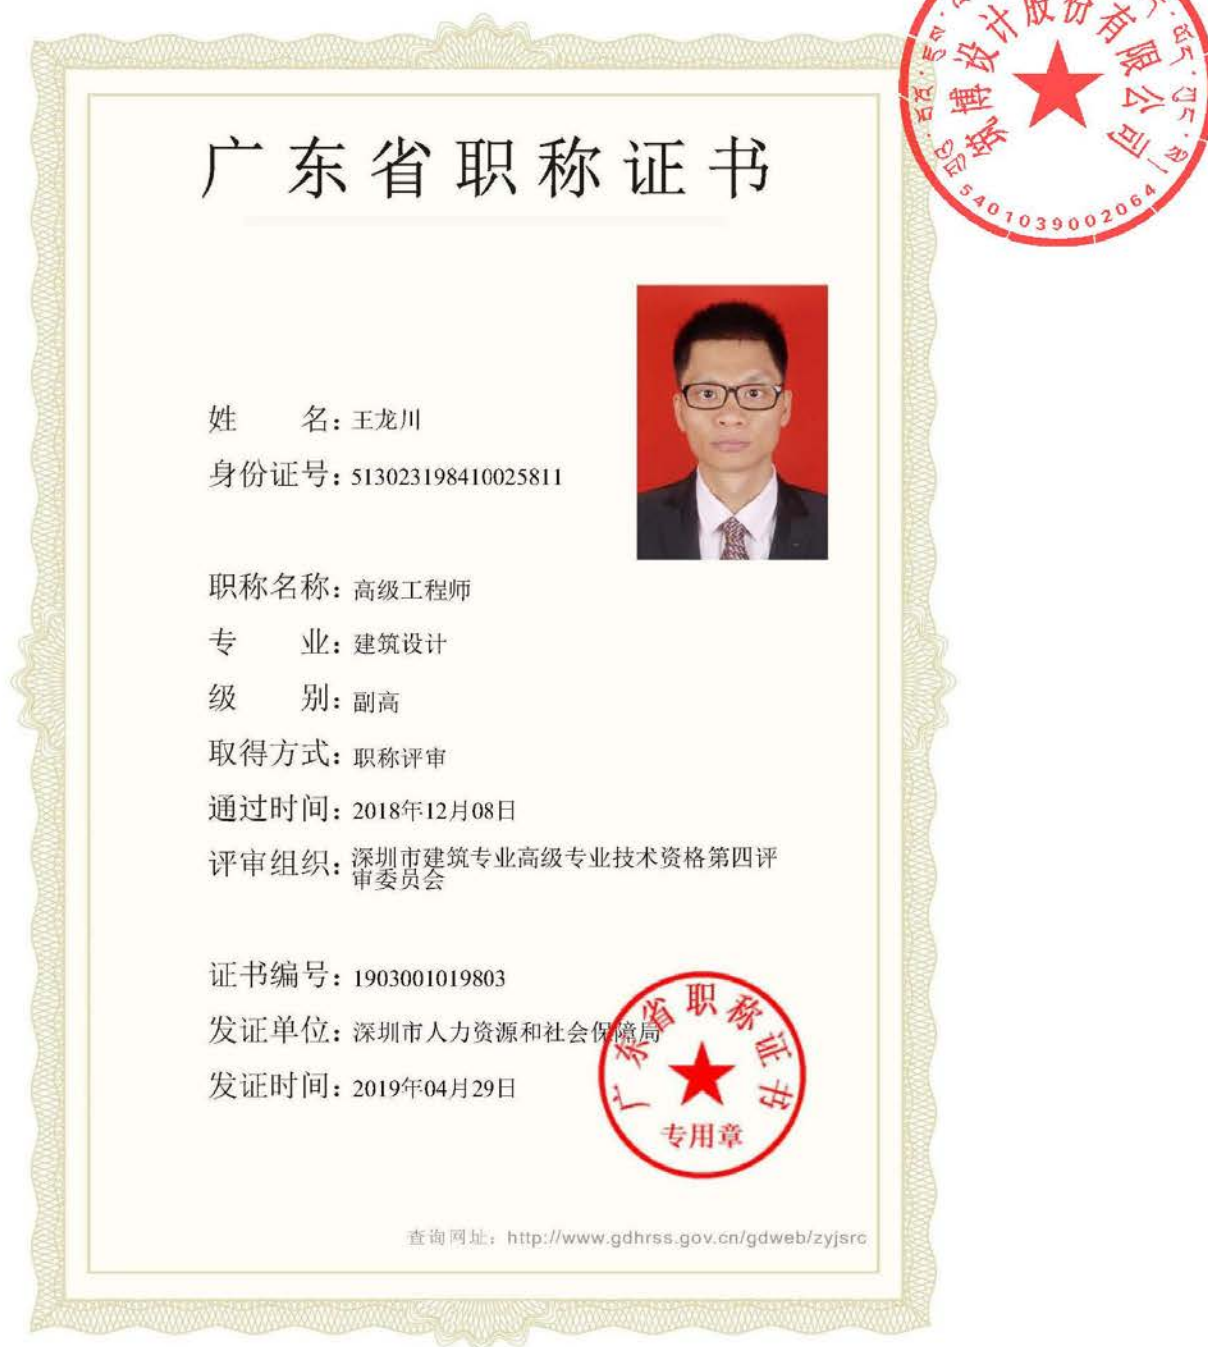 筑博设计股份有限公司
5401039002064
广东省职称证书
姓 名：王龙川
身份证号：513023198410025811
职称名称：高级工程师
专 业：建筑设计
级 别：副高
取得方式：职称评审
通过时间：2018年12月08日
评审组织：深圳市建筑专业高级专业技术资格第四评
审委员会
证书编号：1903001019803
发证单位：深圳市人力资源和社会保障局
发证时间：2019年04月29日
广东省职称证书
专用章
查询网址：http://www.gdhrss.gov.cn/gdweb/zyjsrc